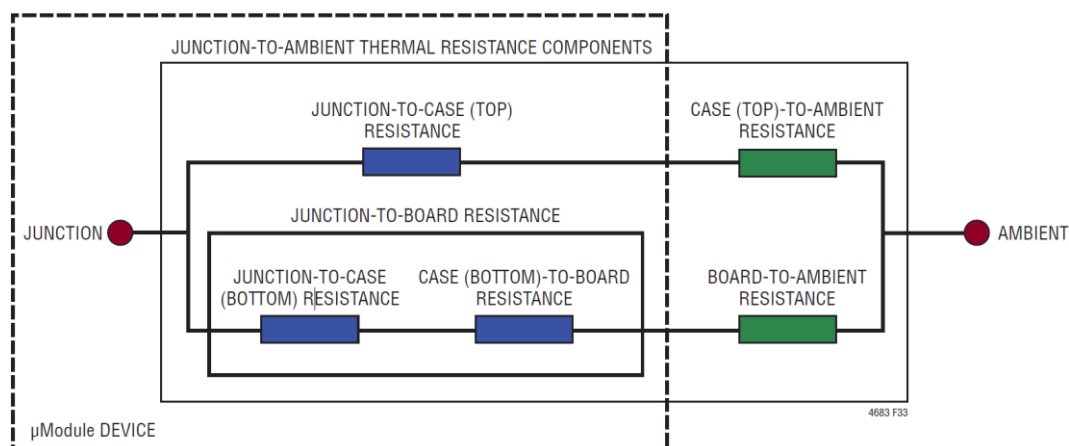 JUNCTION-TO-AMBIENT THERMAL RESISTANCE COMPONENTS
JUNCTION-TO-CASE (TOP)
RESISTANCE
CASE (TOP)-TO-AMBIENT
RESISTANCE
JUNCTION
JUNCTION-TO-BOARD RESISTANCE
AMBIENT
JUNCTION-TO-CASE
(BOTTOM) RESISTANCE
CASE (BOTTOM)-TO-BOARD
RESISTANCE
BOARD-TO-AMBIENT
RESISTANCE
4683 F33
µModule DEVICE